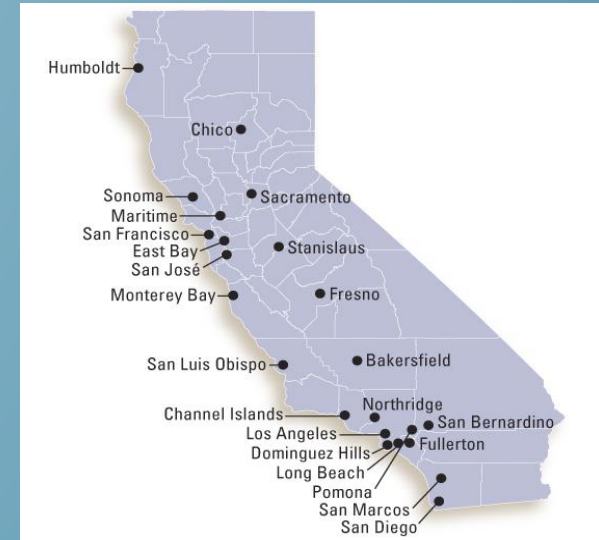 Humboldt
Chico
Sonoma
Sacramento
Maritime
San Francisco
East Bay
Stanislaus
San José
Monterey Bay
Fresno
San Luis Obispo
Bakersfield
Channel Islands
Northridge
San Bernardino
Los Angeles
Fullerton
Dominguez Hills
Long Beach
Pomona
San Marcos
San Diego